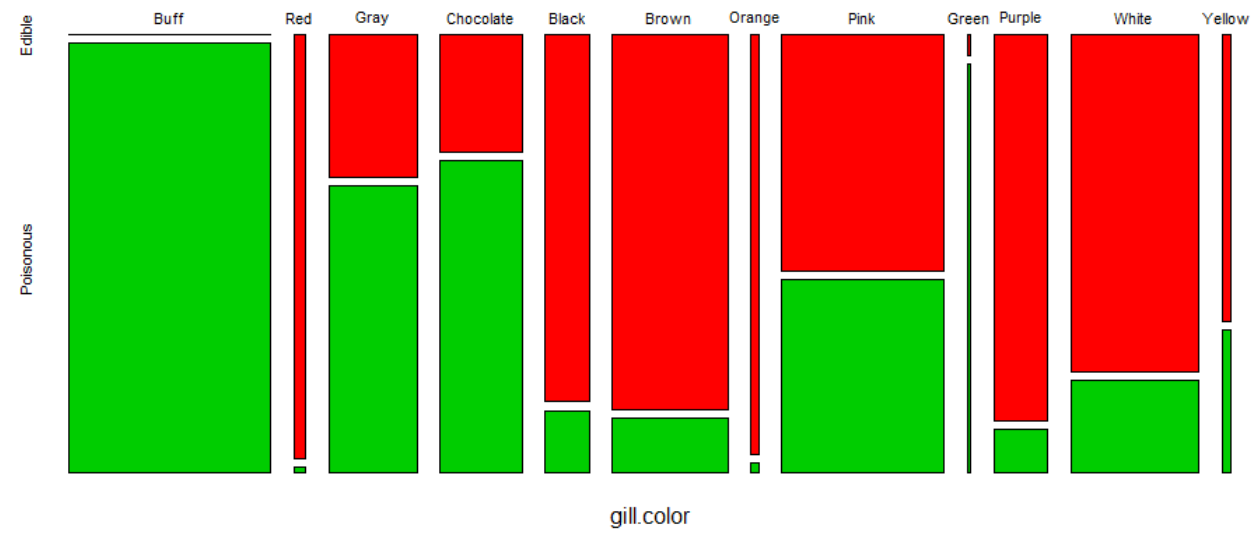 Buff Red Gray Chocolate Black Brown Orange Pink Green Purple White Yellow
Edible
Poisonous
gill.color